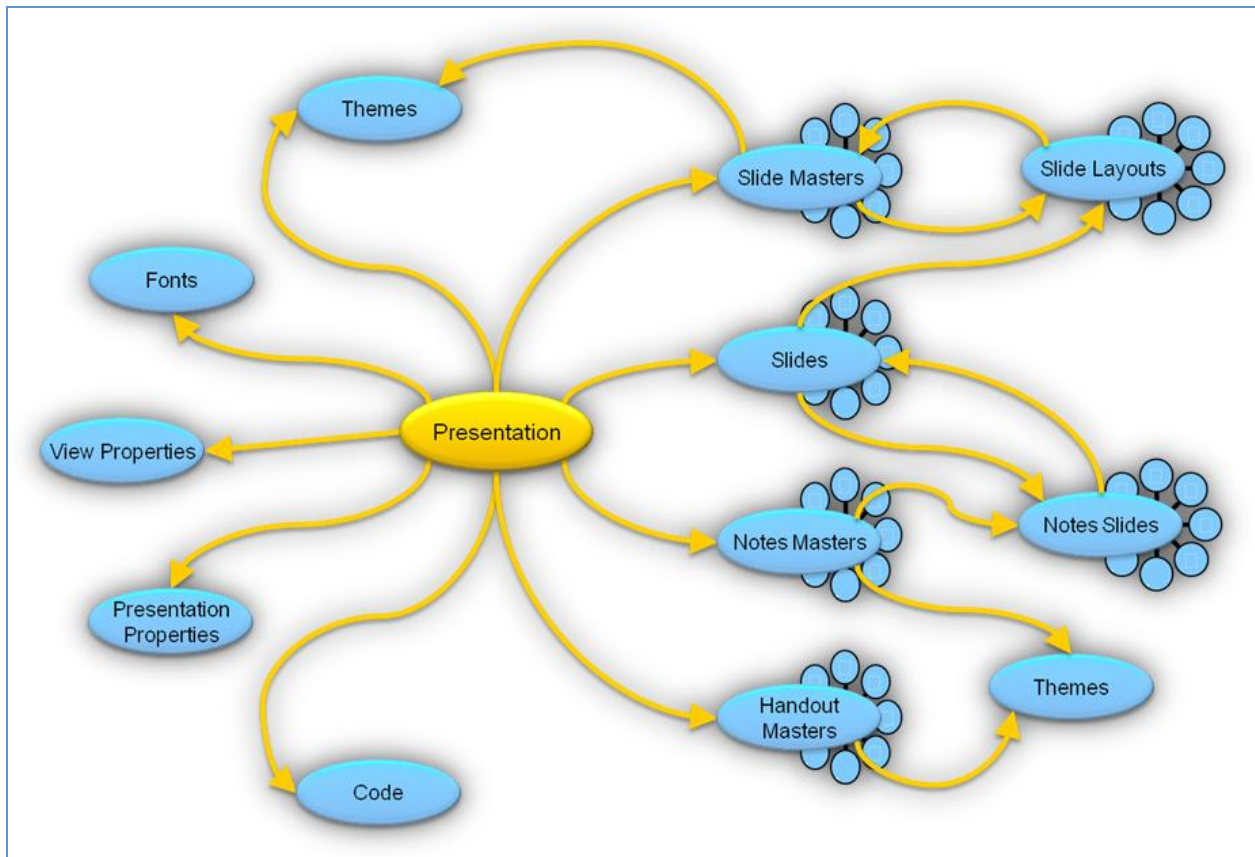 Themes
Slide Masters
Slide Layouts
Fonts
Slides
Presentation
View Properties
Notes Masters
Notes Slides
Presentation
Properties
Handout
Masters
Themes
Code